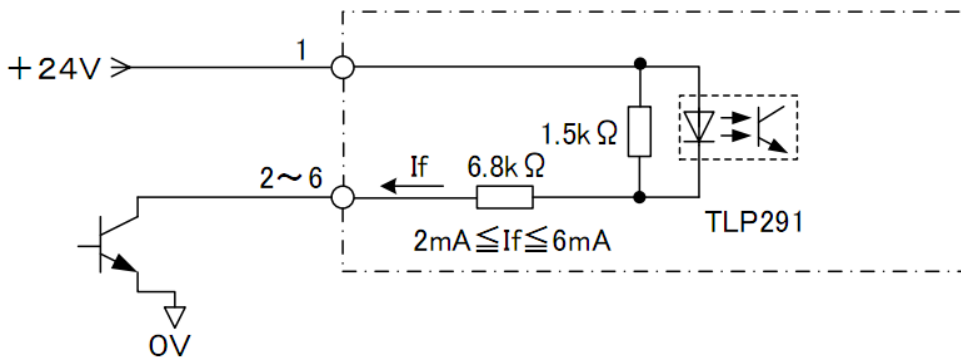 1
+24V
1.5kΩ
2～6
If
6.8kΩ
TLP291
2mA≦If≦6mA
0V